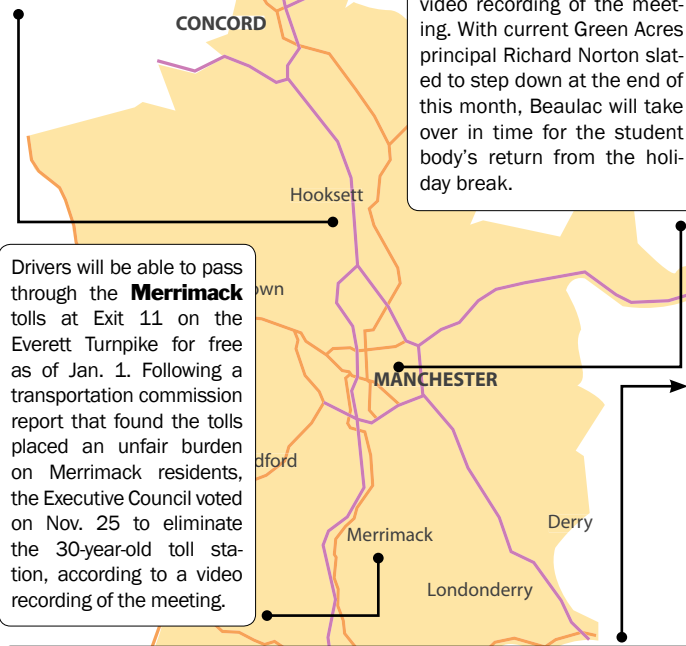 CONCORD
video recording of the meet-
ing. With current Green Acres
principal Richard Norton slat-
ed to step down at the end of
this month, Beaulac will take
over in time for the student
body's return from the holi-
day break.
Hooksett
Drivers will be able to pass
through the Merrimack
tolls at Exit 11 on the
Everett Turnpike for free
as of Jan. 1. Following a
transportation commission
report that found the tolls
placed an unfair burden
on Merrimack residents,
the Executive Council voted
on Nov. 25 to eliminate
the 30-year-old toll sta-
tion, according to a video
recording of the meeting.
own
MANCHESTER
dford
Merrimack
Derry
Londonderry